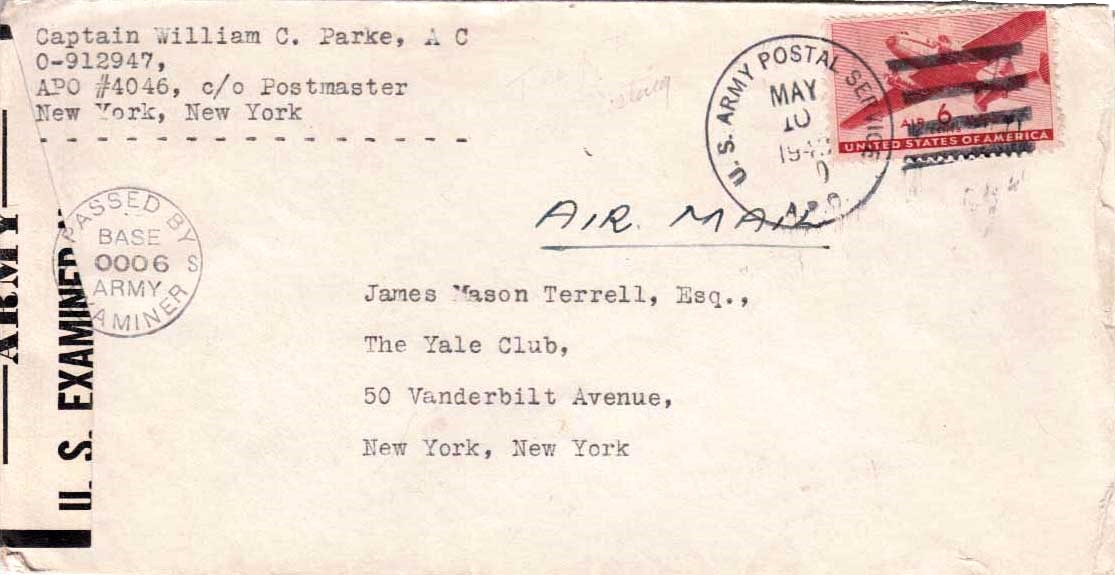 Captain William C. Parke, A C
O-912947,
APO #4046, c/o Postmaster
New York, New York
U.S. ARMY POSTAL SERVICE
MAY
10
A.P.O.
AIR 6
UNITED STATES OF AMERICA
AIR MAIL
PASSED BY
BASE
0006 S
ARMY
EXAMINER
ARMY
U. S. EXAMINER
James Mason Terrell, Esq.,
The Yale Club,
50 Vanderbilt Avenue,
New York, New York